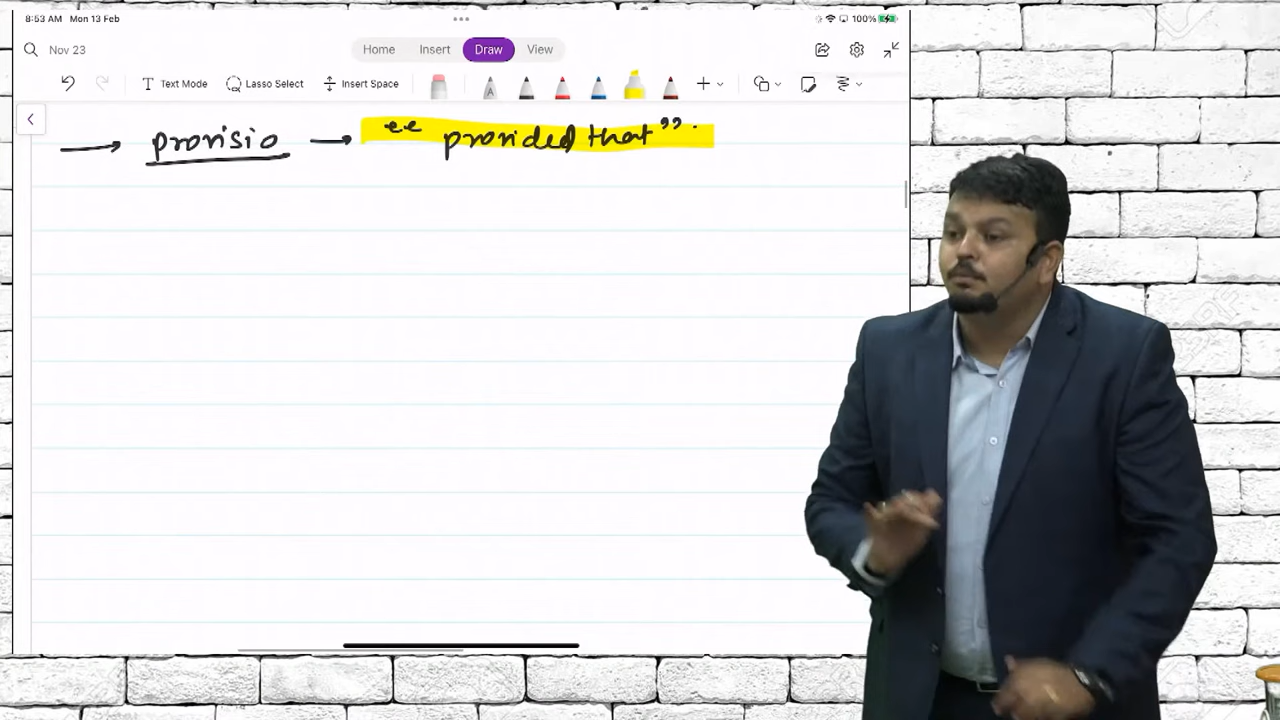 8:53 AM Mon 13 Feb
100%
Nov 23
Home Insert Draw View
Text Mode Lasso Select Insert Space
→ provisio → “ provided that”.